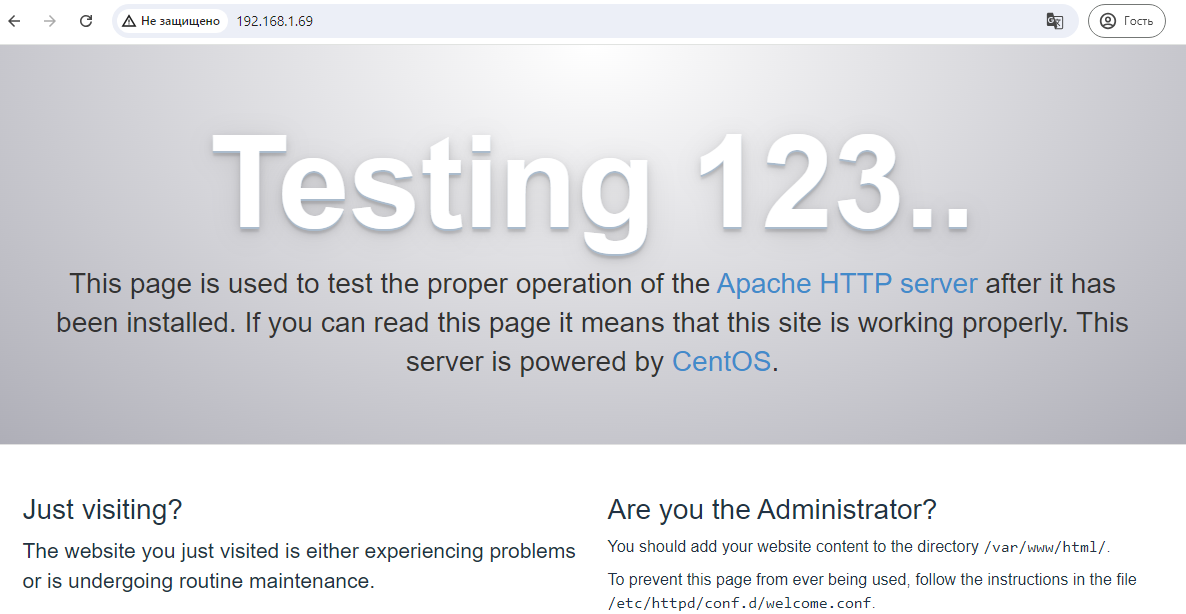 Не защищено 192.168.1.69 Гость
Testing 123..
This page is used to test the proper operation of the Apache HTTP server after it has
been installed. If you can read this page it means that this site is working properly. This
server is powered by CentOS.
Just visiting?
The website you just visited is either experiencing problems
or is undergoing routine maintenance.
Are you the Administrator?
You should add your website content to the directory /var/www/html/.
To prevent this page from ever being used, follow the instructions in the file
/etc/httpd/conf.d/welcome.conf.